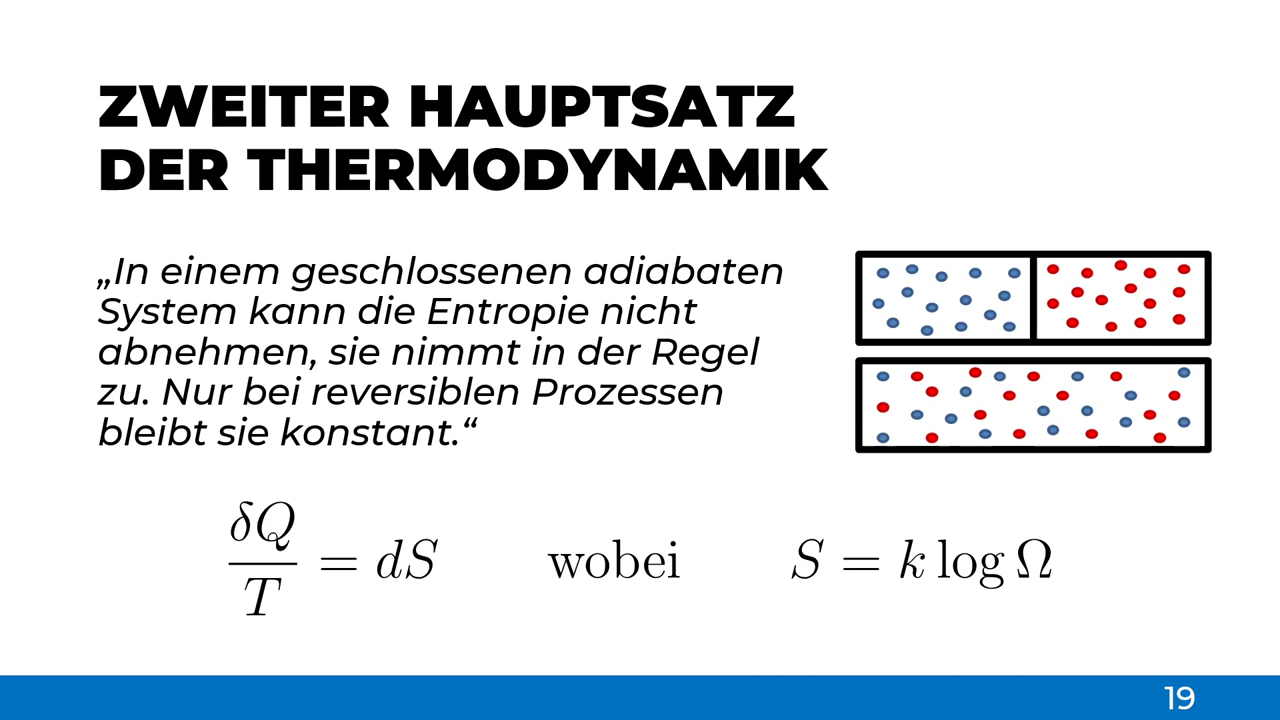 ZWEITER HAUPTSATZ
DER THERMODYNAMIK
„In einem geschlossenen adiabaten
System kann die Entropie nicht
abnehmen, sie nimmt in der Regel
zu. Nur bei reversiblen Prozessen
bleibt sie konstant.“
δQ/T = dS wobei S = k log Ω
19